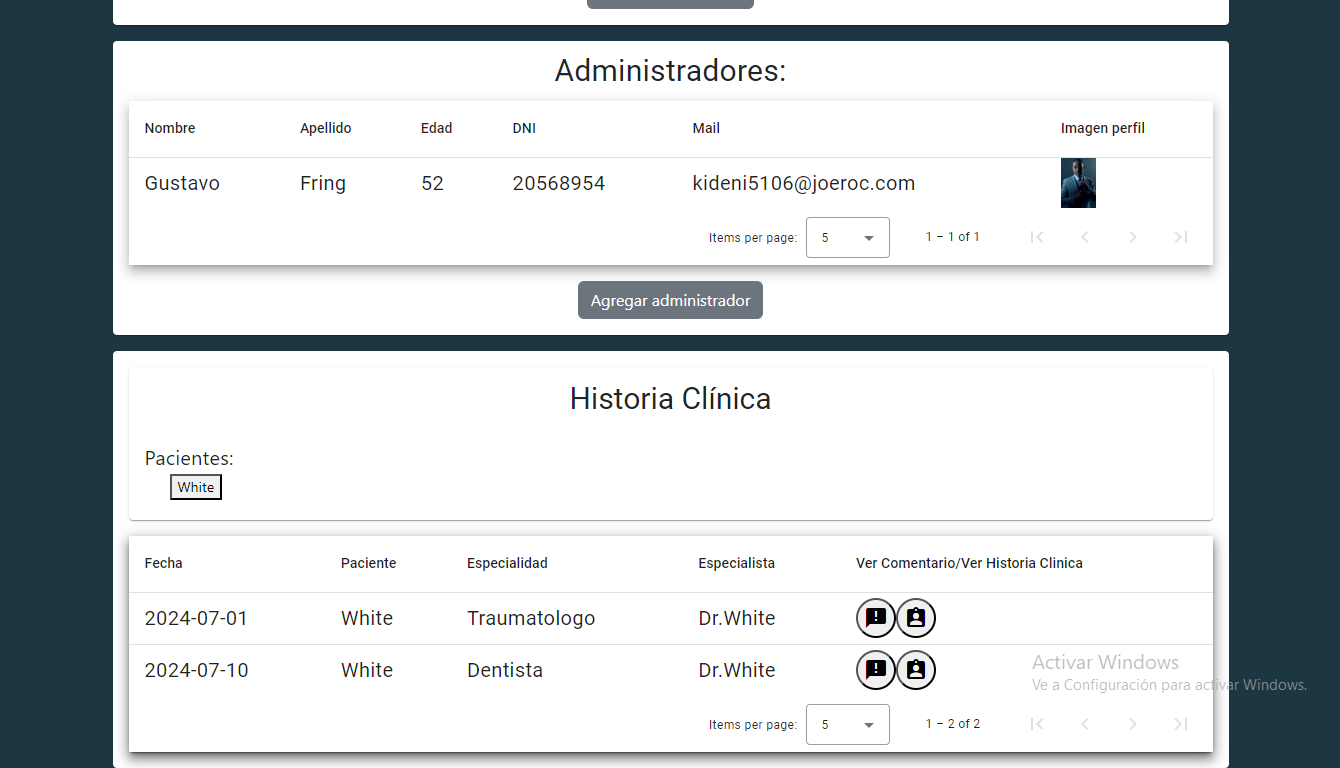 Administradores:
Nombre Apellido Edad DNI Mail Imagen perfil
Gustavo Fring 52 20568954 kideni5106@joeroc.com
Items per page: 5 1 – 1 of 1
Agregar administrador
Historia Clínica
Pacientes:
White
Fecha Paciente Especialidad Especialista Ver Comentario/Ver Historia Clinica
2024-07-01 White Traumatologo Dr.White
2024-07-10 White Dentista Dr.White
Activar Windows
Ve a Configuración para activar Windows.
Items per page: 5 1 – 2 of 2